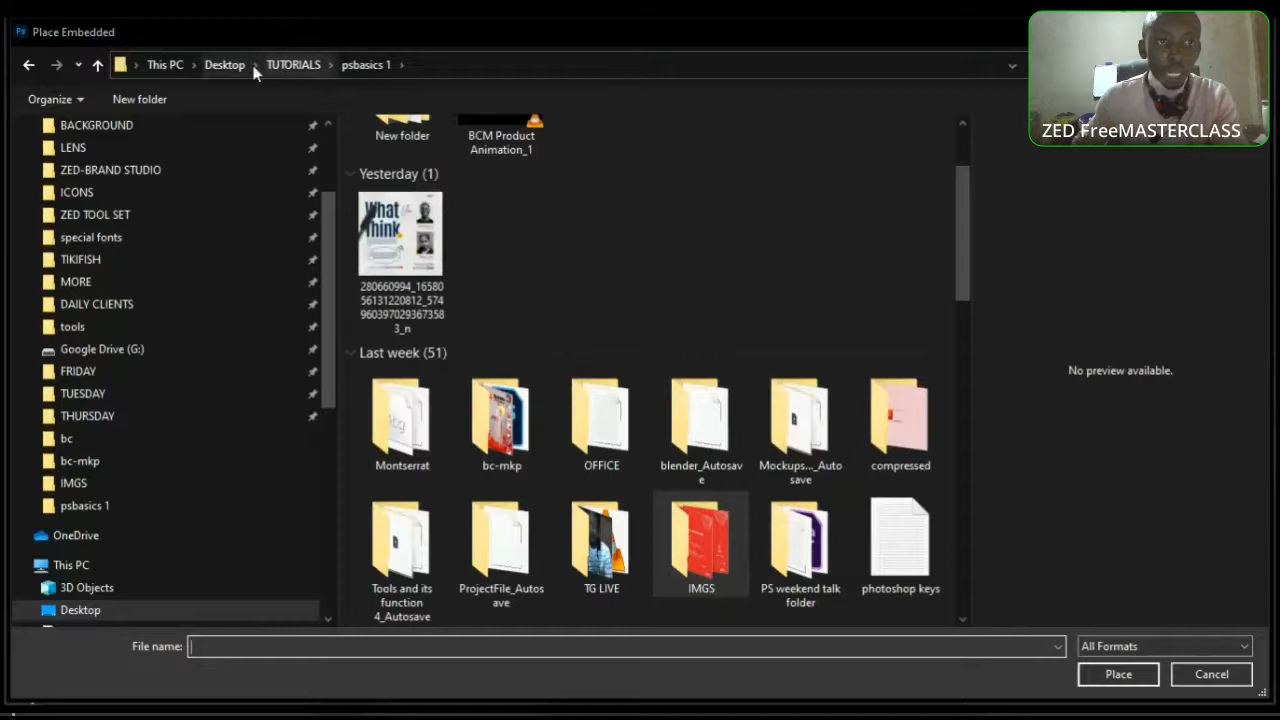 Place Embedded
This PC
Desktop
TUTORIALS
psbasics 1
ZED FreeMASTERCLASS
Organize
New folder
BACKGROUND
LENS
ZED-BRAND STUDIO
ICONS
ZED TOOL SET
special fonts
TIKIFISH
MORE
DAILY CLIENTS
tools
Google Drive (G:)
FRIDAY
TUESDAY
THURSDAY
bc
bc-mkp
IMGS
psbasics 1
OneDrive
This PC
3D Objects
Desktop
New folder
BCM Product
Animation_1
Yesterday (1)
What
Think
280660994_1658
056131220812_574
960397029367358
3_n
Last week (51)
Montserrat
bc-mkp
OFFICE
blender_Autosav
e
Mockups..._Auto
save
compressed
Tools and its
function
4_Autosave
ProjectFile_Autos
ave
TG LIVE
IMGS
PS weekend talk
folder
photoshop keys
No preview available.
File name:
All Formats
Place
Cancel